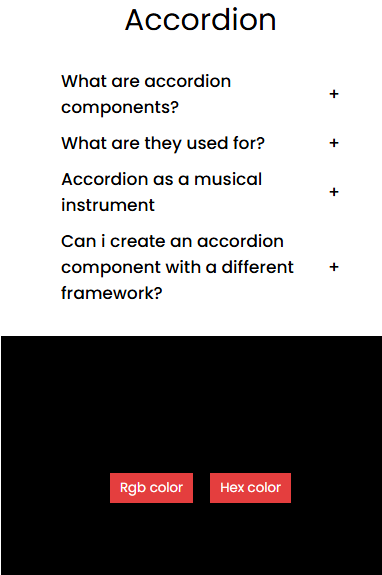 Accordion
What are accordion
components?
+
What are they used for?
+
Accordion as a musical
instrument
+
Can i create an accordion
component with a different
framework?
+
Rgb color
Hex color